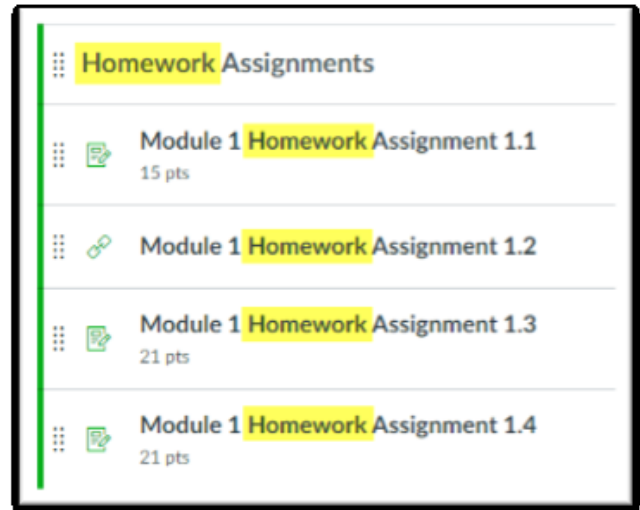 Homework Assignments
Module 1 Homework Assignment 1.1
15 pts
Module 1 Homework Assignment 1.2
Module 1 Homework Assignment 1.3
21 pts
Module 1 Homework Assignment 1.4
21 pts